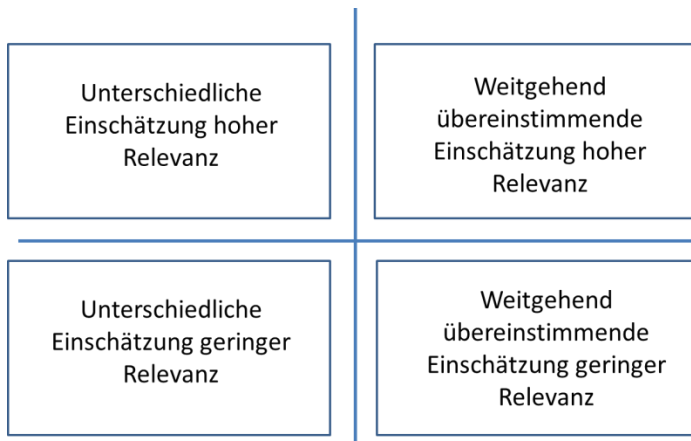 Unterschiedliche
Einschätzung hoher
Relevanz
Weitgehend
übereinstimmende
Einschätzung hoher
Relevanz
Unterschiedliche
Einschätzung geringer
Relevanz
Weitgehend
übereinstimmende
Einschätzung geringer
Relevanz